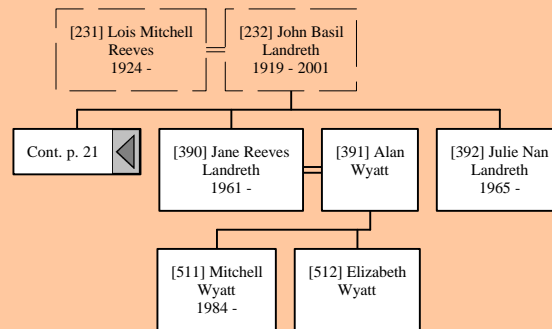 [231] Lois Mitchell
Reeves
1924 -
[232] John Basil
Landreth
1919 - 2001
Cont. p. 21
[390] Jane Reeves
Landreth
1961 -
[391] Alan
Wyatt
[392] Julie Nan
Landreth
1965 -
[511] Mitchell
Wyatt
1984 -
[512] Elizabeth
Wyatt